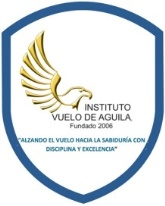 INSTITUTO
VUELO DE AGUILA.
Fundado 2006
"ALZANDO EL VUELO HACIA LA SABIDURÍA CON
DISCIPLINA Y EXCELENCIA"